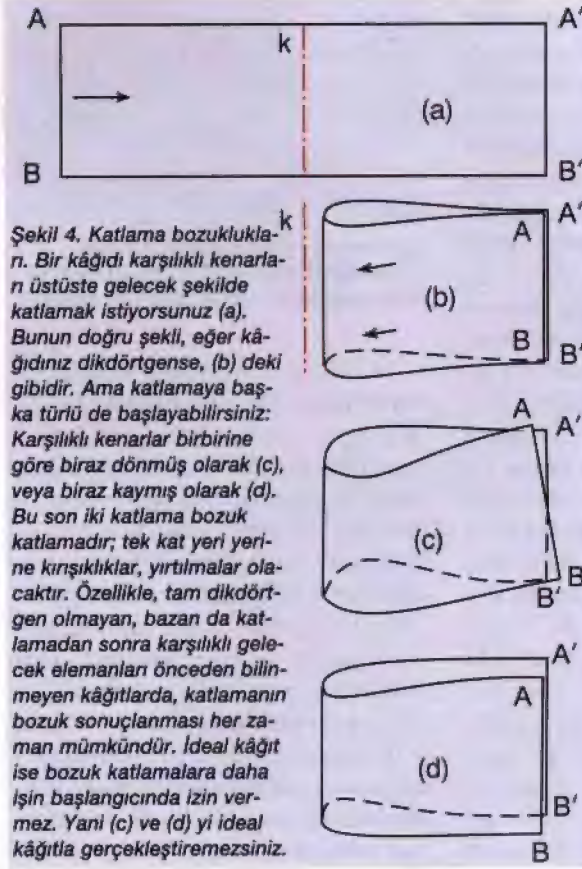 A
A'
k
(a)
B
B'
k
A'
A
(b)
B
B'
Şekil 4. Katlama bozuklukla-
rı. Bir kâğıdı karşılıklı kenarla-
rı üstüste gelecek şekilde
katlamak istiyorsunuz (a).
Bunun doğru şekli, eğer kâ-
ğıdınız dikdörtgense, (b) deki
gibidir. Ama katlamaya baş-
ka türlü de başlayabilirsiniz:
Karşılıklı kenarlar birbirine
göre biraz dönmüş olarak (c),
veya biraz kaymış olarak (d).
Bu son iki katlama bozuk
katlamadır; tek kat yeri yeri-
ne kırışıklıklar, yırtılmalar ola-
caktır. Özellikle, tam dikdört-
gen olmayan, bazan da kat-
lamadan sonra karşılıklı gele-
cek elemanları önceden bilin-
meyen kâğıtlarda, katlamanın
bozuk sonuçlanması her za-
man mümkündür. İdeal kâğıt
ise bozuk katlamalara daha
işin başlangıcında izin ver-
mez. Yani (c) ve (d) yi ideal
kâğıtla gerçekleştiremezsiniz.
A
A'
(c)
B
B'
A'
A
(d)
B'
B